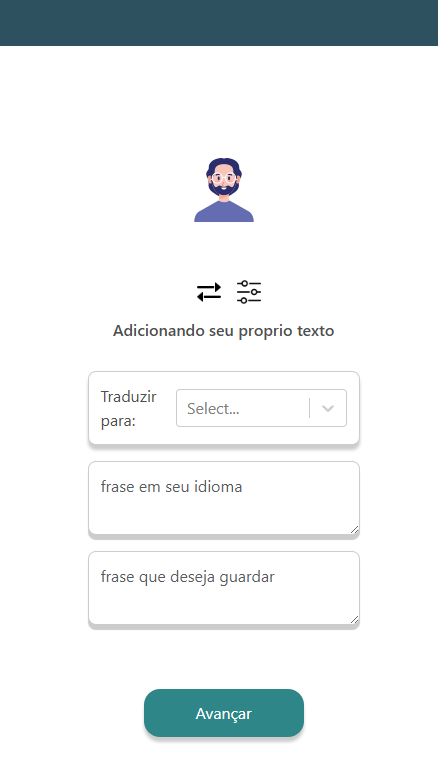 Adicionando seu proprio texto
Traduzir
para:
Select...
frase em seu idioma
frase que deseja guardar
Avançar